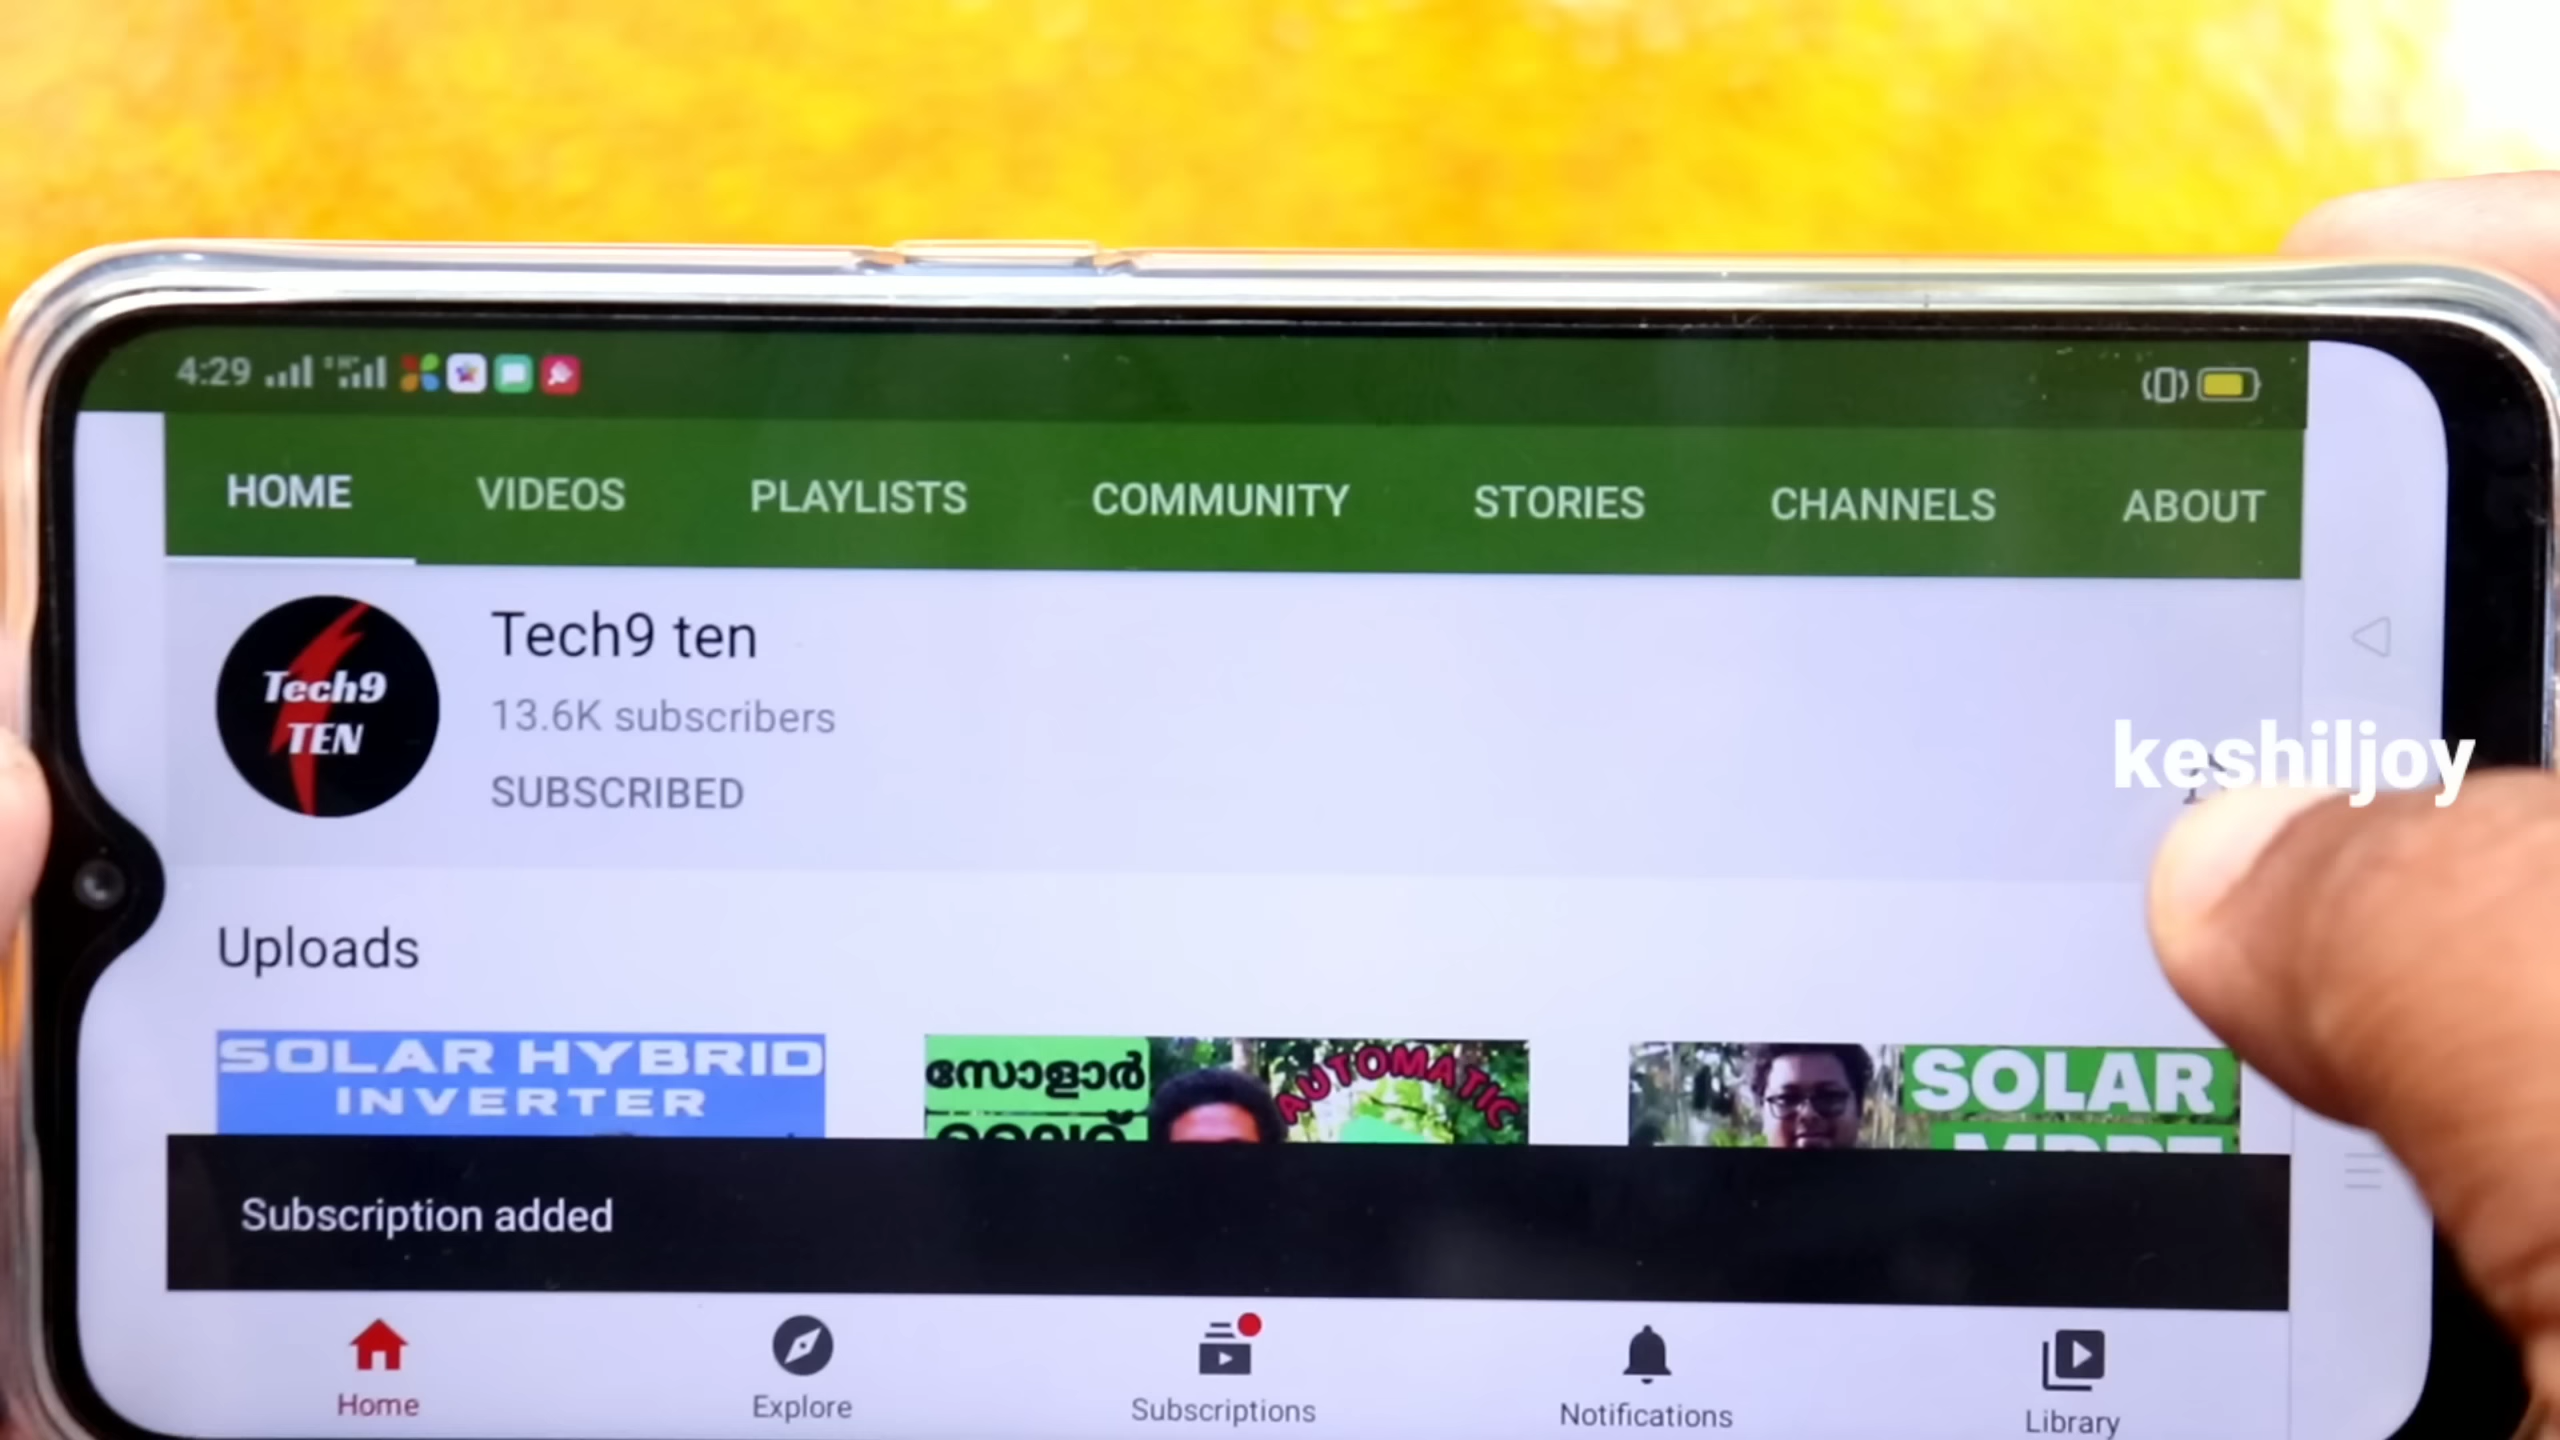 4:29
HOME VIDEOS PLAYLISTS COMMUNITY STORIES CHANNELS ABOUT
Tech9
TEN
Tech9 ten
13.6K subscribers
SUBSCRIBED
keshiljoy
Uploads
SOLAR HYBRID
INVERTER
സോളാർ
AUTOMATIC
SOLAR
Subscription added
Home Explore Subscriptions Notifications Library